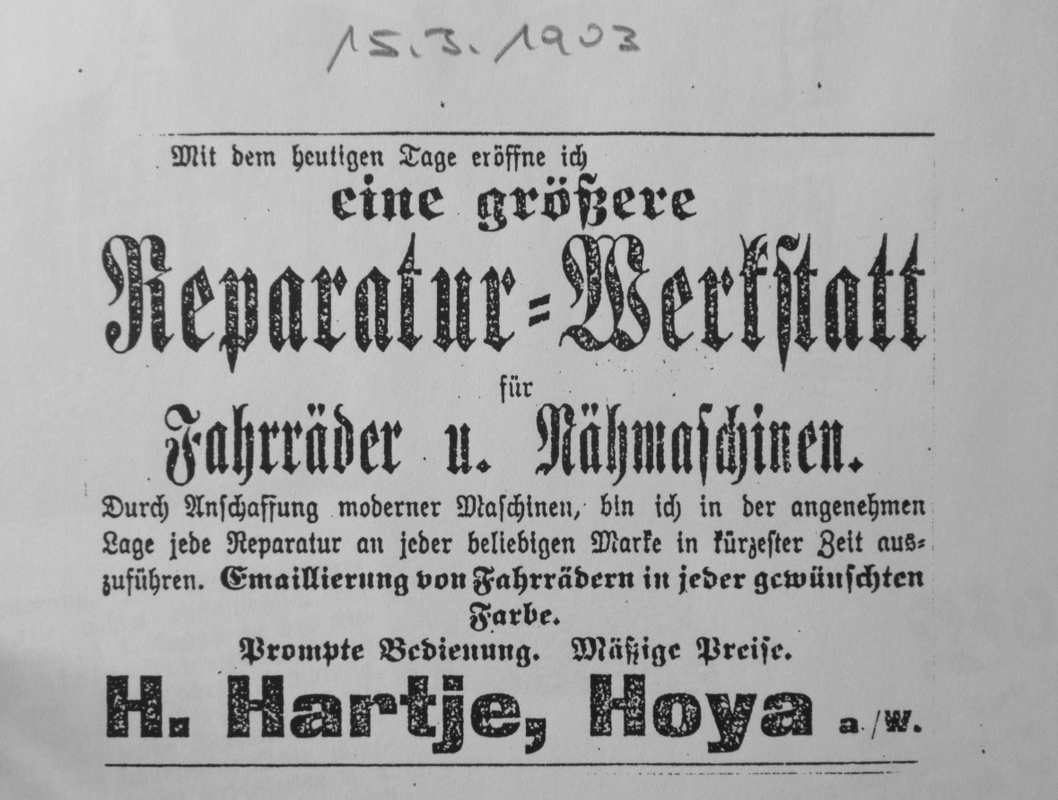 15.3.1903
Mit dem heutigen Tage eröffne ich
eine größere
Reparatur-Werkstatt
für
Fahrräder u. Nähmaschinen.
Durch Anschaffung moderner Maschinen, bin ich in der angenehmen
Lage jede Reparatur an jeder beliebigen Marke in kürzester Zeit aus-
zuführen. Emaillierung von Fahrrädern in jeder gewünschten
Farbe.
Prompte Bedienung. Mäßige Preise.
H. Hartje, Hoya a./W.